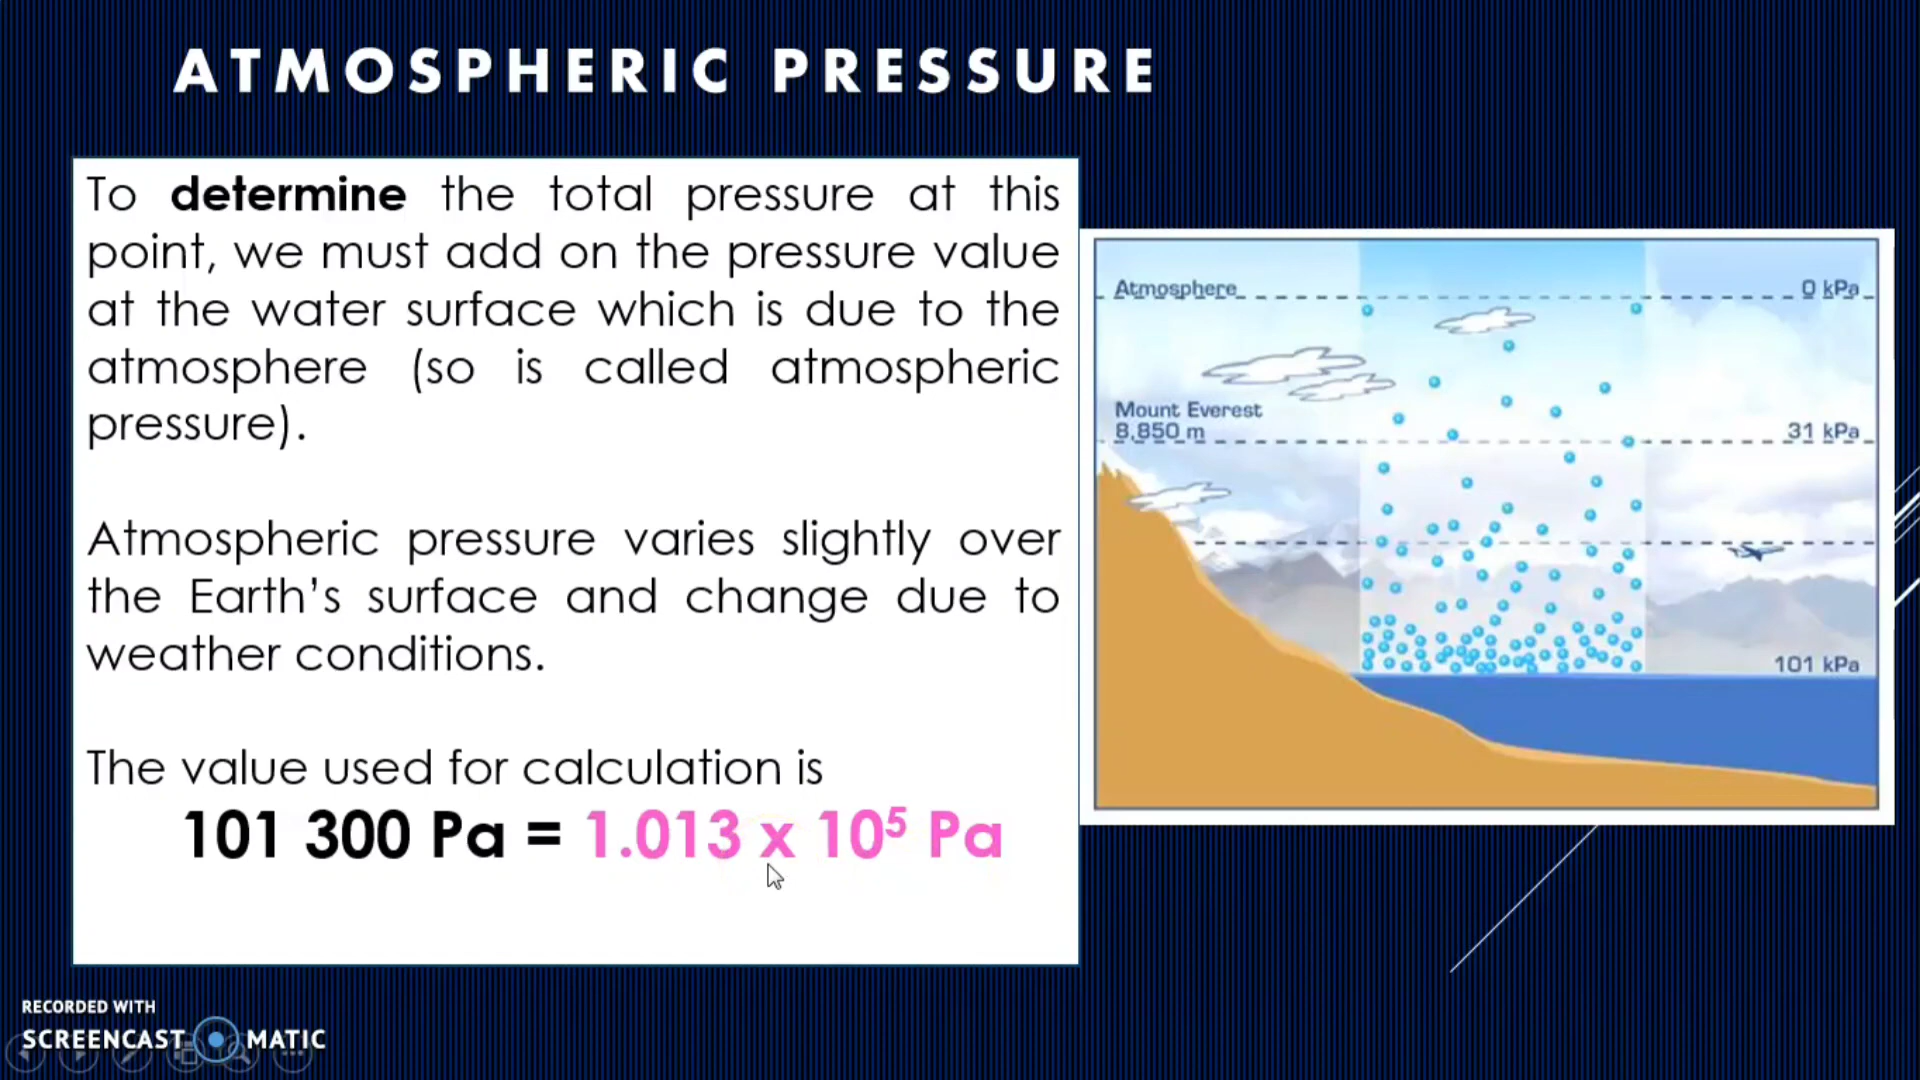 ATMOSPHERIC PRESSURE
To determine the total pressure at this
point, we must add on the pressure value
at the water surface which is due to the
atmosphere (so is called atmospheric
pressure).
Atmospheric pressure varies slightly over
the Earth's surface and change due to
weather conditions.
The value used for calculation is
101 300 Pa = 1.013 x 10⁵ Pa
Atmosphere
0 kPa
Mount Everest
8,850 m
31 kPa
101 kPa
RECORDED WITH
SCREENCAST MATIC